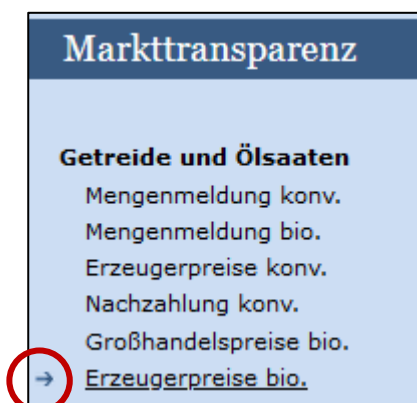 Markttransparenz
Getreide und Ölsaaten
Mengenmeldung konv.
Mengenmeldung bio.
Erzeugerpreise konv.
Nachzahlung konv.
Großhandelspreise bio.
Erzeugerpreise bio.